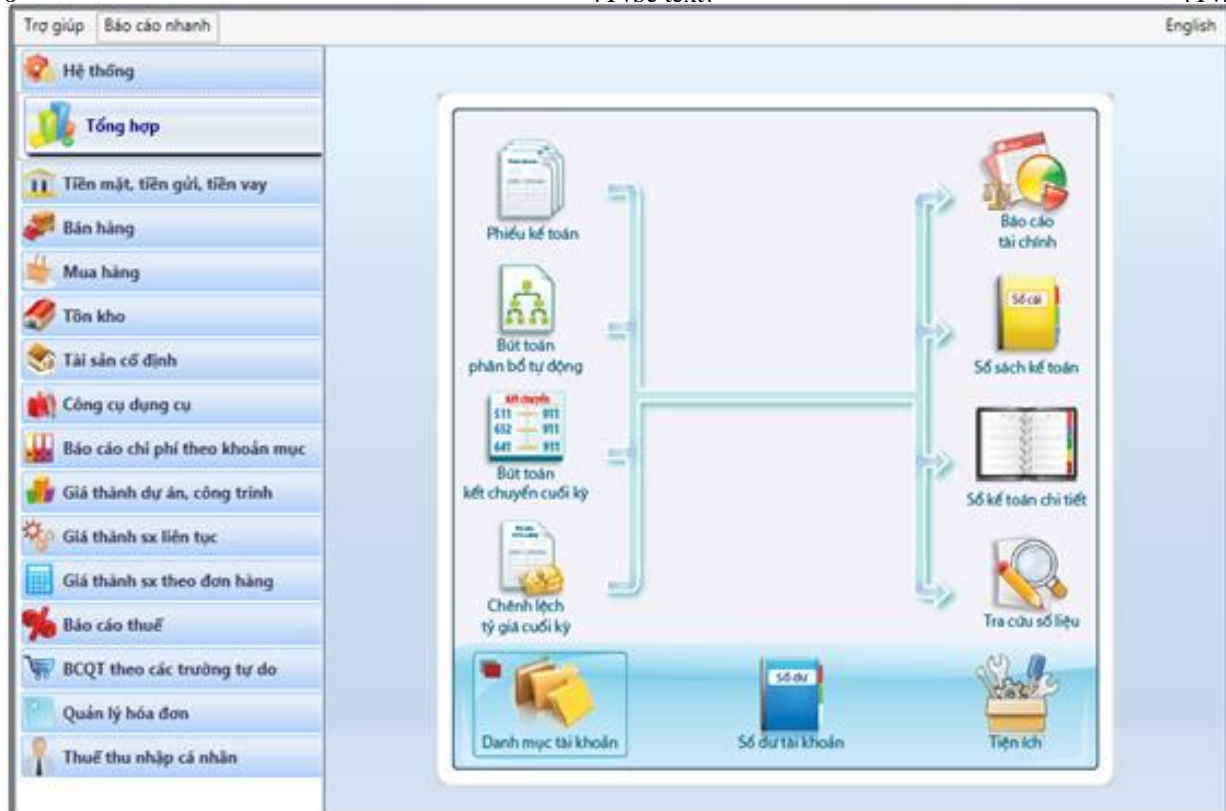 Trợ giúp Báo cáo nhanh English
Hệ thống
Tổng hợp
Tiền mặt, tiền gửi, tiền vay
Bán hàng
Mua hàng
Tồn kho
Tài sản cố định
Công cụ dụng cụ
Báo cáo chi phí theo khoản mục
Giá thành dự án, công trình
Giá thành sx liên tục
Giá thành sx theo đơn hàng
Báo cáo thuế
BCQT theo các trường tự do
Quản lý hóa đơn
Thuế thu nhập cá nhân
Phiếu kế toán
Bút toán
phân bổ tự động
Kết chuyển
511 911
632 911
641 911
Bút toán
kết chuyển cuối kỳ
Chênh lệch
tỷ giá cuối kỳ
Báo cáo
tài chính
Sổ cái
Sổ sách kế toán
Sổ kế toán chi tiết
Tra cứu số liệu
Danh mục tài khoản
Số dư
Số dư tài khoản
Tiện ích